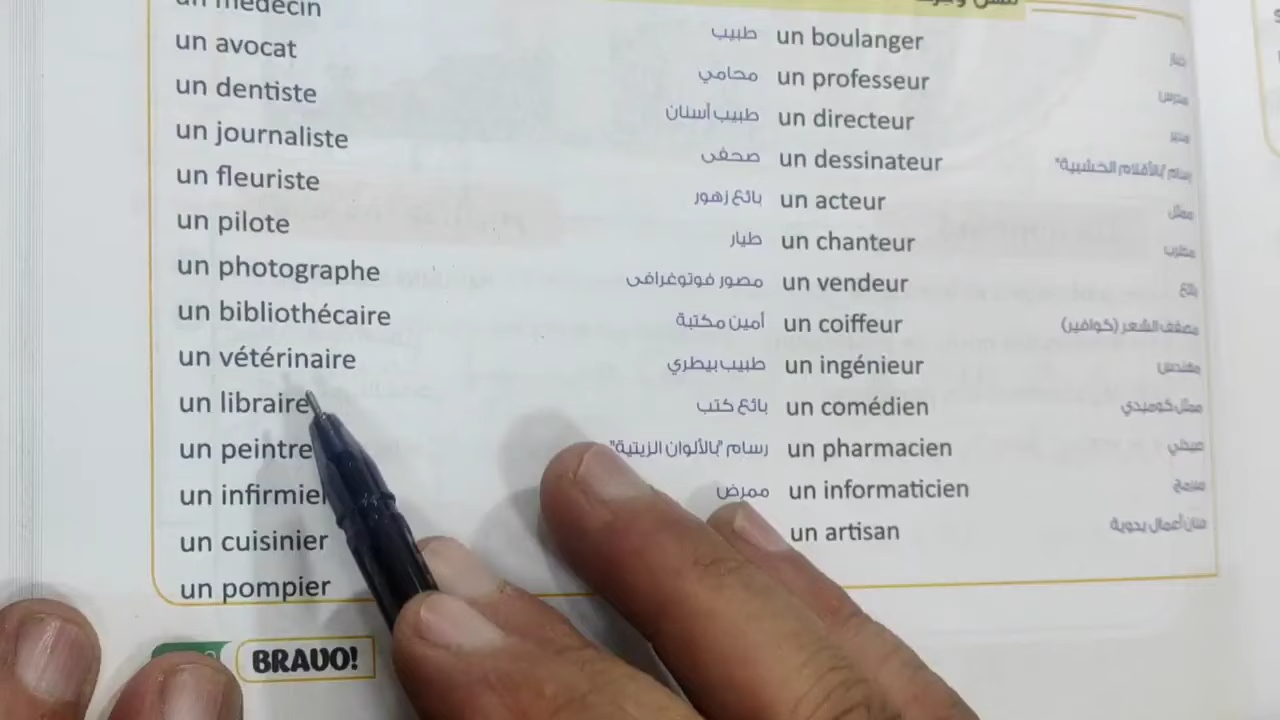 un médecin طبيب un boulanger خباز
un avocat محامي un professeur مدرس
un dentiste طبيب أسنان un directeur مدير
un journaliste صحفى un dessinateur رسام "بالأقلام الخشبية"
un fleuriste بائع زهور un acteur ممثل
un pilote طيار un chanteur مطرب
un photographe مصور فوتوغرافى un vendeur بائع
un bibliothécaire أمين مكتبة un coiffeur مصفف الشعر (كوافير)
un vétérinaire طبيب بيطري un ingénieur مهندس
un libraire بائع كتب un comédien ممثل كوميدي
un peintre رسام "بالألوان الزيتية" un pharmacien صيدلي
un infirmier ممرض un informaticien مبرمج
un cuisinier un artisan فنان أعمال يدوية
un pompier
BRAVO!